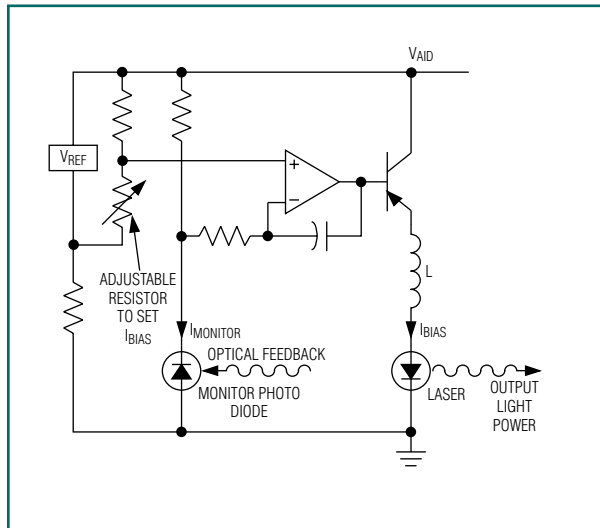 VAID
VREF
+
−
ADJUSTABLE
RESISTOR
TO SET
IBIAS
L
IMONITOR
IBIAS
OPTICAL FEEDBACK
MONITOR PHOTO
DIODE
LASER
OUTPUT
LIGHT
POWER